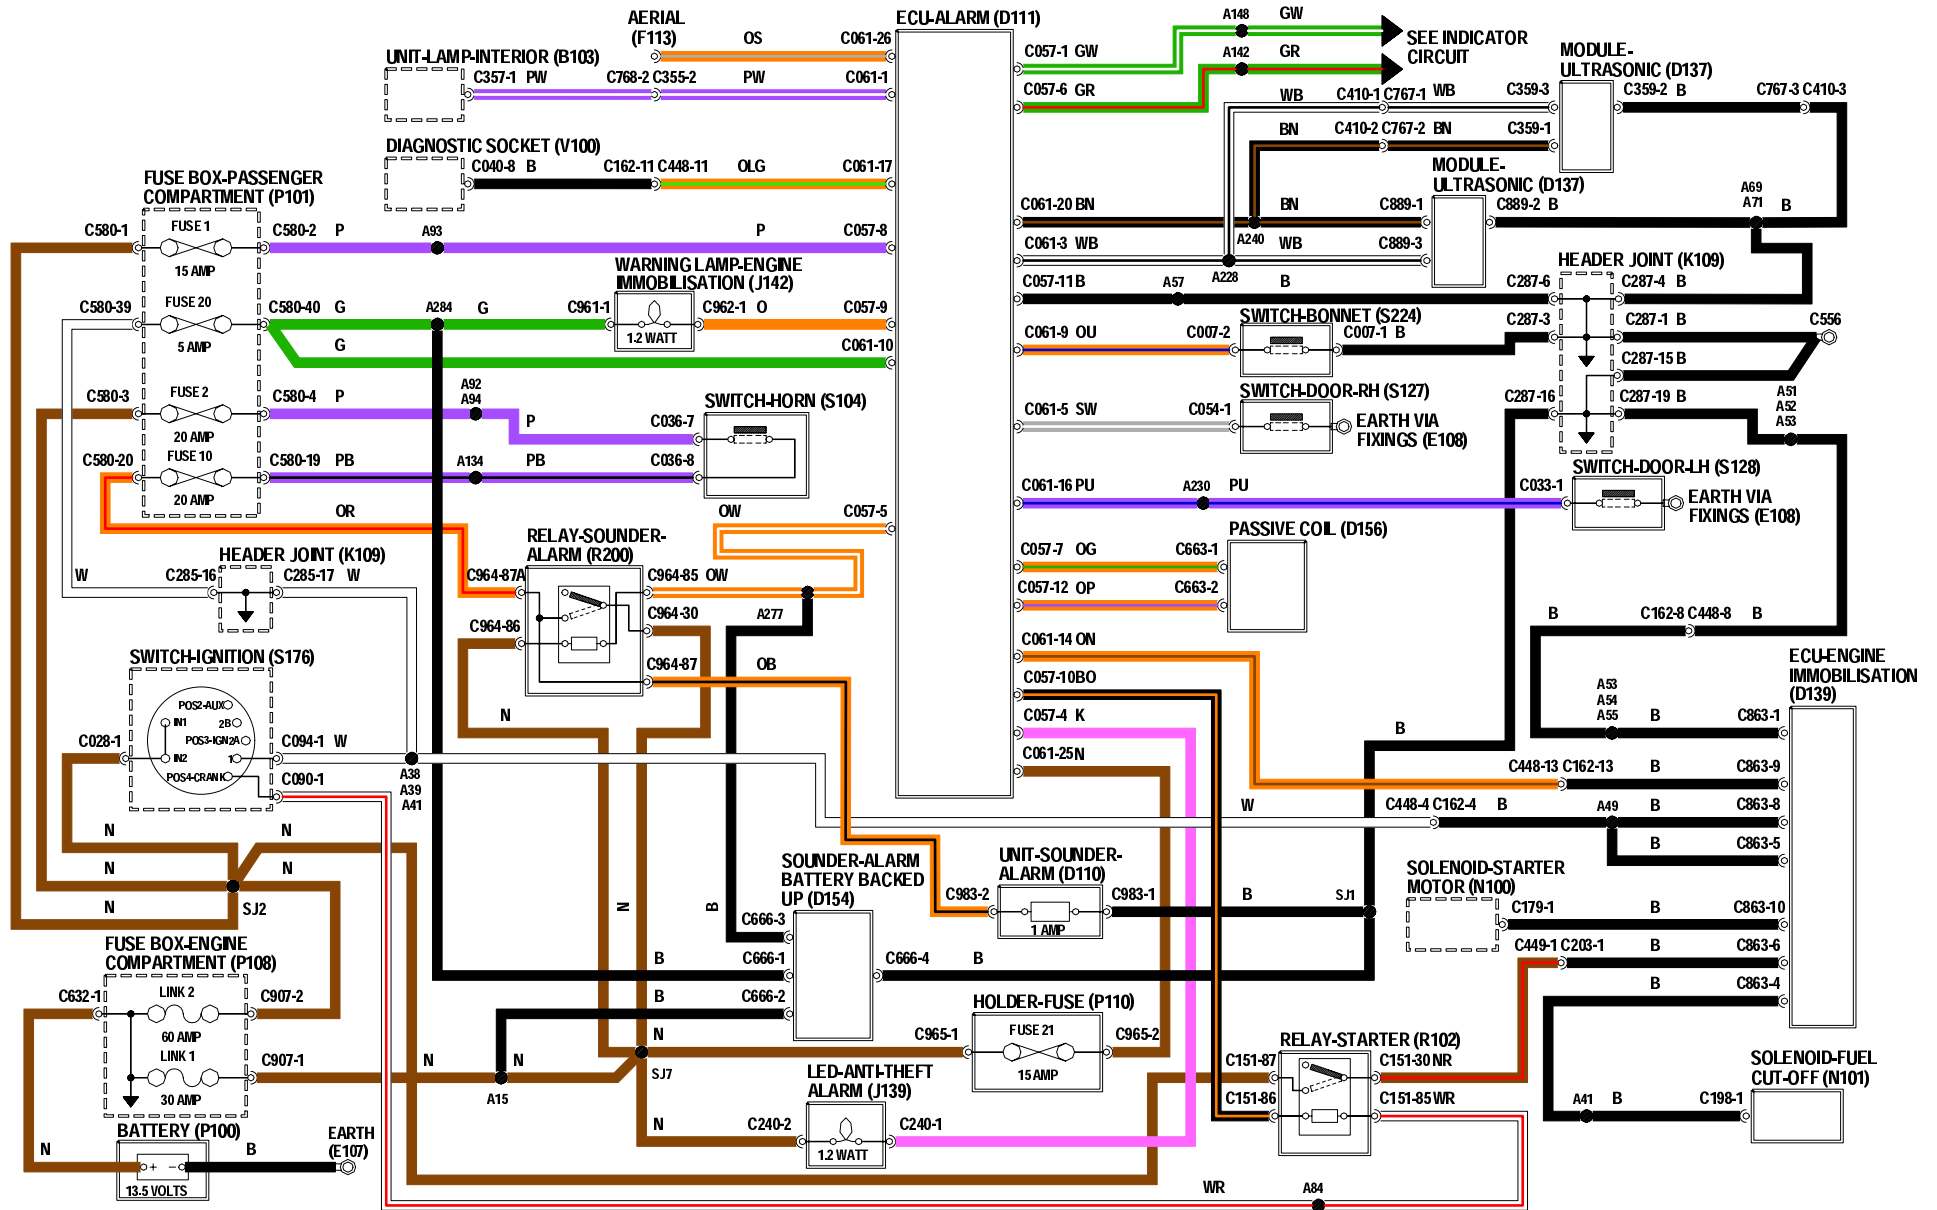 AERIAL
(F113)
OS
C061-26
ECU-ALARM (D111)
UNIT-LAMP-INTERIOR (B103)
C357-1 PW
C768-2 C355-2
PW
C061-1
DIAGNOSTIC SOCKET (V100)
C040-8 B
C162-11 C448-11
OLG
C061-17
FUSE BOX-PASSENGER
COMPARTMENT (P101)
C580-1
FUSE 1
15 AMP
C580-2 P
A93
P
C057-8
C580-39
FUSE 20
5 AMP
C580-40 G
A284
G
G
WARNING LAMP-ENGINE
IMMOBILISATION (J142)
C961-1
1.2 WATT
C962-1 O
C057-9
C061-10
C580-3
FUSE 2
20 AMP
C580-4 P
A92
A94
P
SWITCH-HORN (S104)
C036-7
C036-8
C580-20
FUSE 10
20 AMP
C580-19 PB
A134
PB
OR
OW
C057-5
RELAY-SOUNDER-
ALARM (R200)
C964-87A
C964-85 OW
C964-86
C964-30
C964-87
A277
OB
HEADER JOINT (K109)
W
C285-16
C285-17 W
SWITCH-IGNITION (S176)
C028-1
POS2-AUX
IN1
2B
POS3-IGN2A
IN2
1
POS4-CRANK
C094-1 W
C090-1
A38
A39
A41
N
N
N
N
N
N
SJ2
FUSE BOX-ENGINE
COMPARTMENT (P108)
C632-1
LINK 2
60 AMP
C907-2
LINK 1
30 AMP
C907-1
N
N
A15
BATTERY (P100)
N
13.5 VOLTS
B
EARTH
(E107)
N
B
SOUNDER-ALARM
BATTERY BACKED
UP (D154)
C666-3
B
C666-1
B
C666-2
C666-4
B
N
SJ7
N
LED-ANTI-THEFT
ALARM (J139)
C240-2
1.2 WATT
C240-1
HOLDER-FUSE (P110)
C965-1
FUSE 21
15 AMP
C965-2
UNIT-SOUNDER-
ALARM (D110)
C983-2
1 AMP
C983-1
B
SJ1
C057-1 GW
A148
GW
C057-6 GR
A142
GR
SEE INDICATOR
CIRCUIT
MODULE-
ULTRASONIC (D137)
WB
C410-1 C767-1
WB
C359-3
C359-2 B
C767-3 C410-3
BN
C410-2 C767-2 BN
C359-1
MODULE-
ULTRASONIC (D137)
C061-20 BN
BN
A240
C889-1
C889-2 B
A69
A71
B
C061-3 WB
WB
A228
C889-3
C057-11 B
A57
B
HEADER JOINT (K109)
C287-6
C287-4 B
C287-3
C287-1 B
C556
C287-15 B
C287-16
C287-19 B
A51
A52
A53
SWITCH-BONNET (S224)
C061-9 OU
C007-2
C007-1 B
SWITCH-DOOR-RH (S127)
C061-5 SW
C054-1
EARTH VIA
FIXINGS (E108)
SWITCH-DOOR-LH (S128)
C061-16 PU
A230
PU
C033-1
EARTH VIA
FIXINGS (E108)
PASSIVE COIL (D156)
C057-7 OG
C663-1
C057-12 OP
C663-2
C061-14 ON
C057-10 BO
C057-4 K
C061-25 N
B
C162-8 C448-8
B
ECU-ENGINE
IMMOBILISATION
(D139)
A53
A54
A55
B
C863-1
B
C448-13 C162-13
B
C863-9
W
C448-4 C162-4
B
A49
B
C863-8
B
C863-5
SOLENOID-STARTER
MOTOR (N100)
C179-1
B
C863-10
C449-1 C203-1
B
C863-6
B
C863-4
RELAY-STARTER (R102)
C151-87
C151-30 NR
C151-86
C151-85 WR
SOLENOID-FUEL
CUT-OFF (N101)
A41
B
C198-1
WR
A84